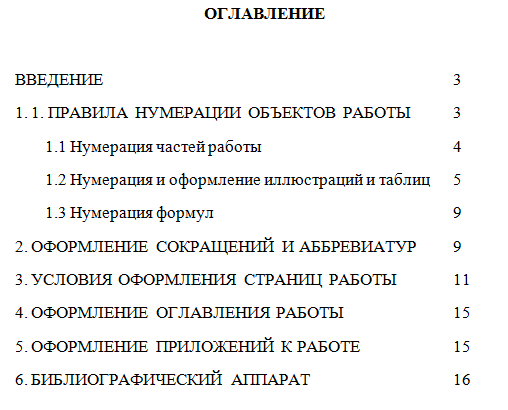 ОГЛАВЛЕНИЕ
ВВЕДЕНИЕ 3
1. 1. ПРАВИЛА НУМЕРАЦИИ ОБЪЕКТОВ РАБОТЫ 3
1.1 Нумерация частей работы 4
1.2 Нумерация и оформление иллюстраций и таблиц 5
1.3 Нумерация формул 9
2. ОФОРМЛЕНИЕ СОКРАЩЕНИЙ И АББРЕВИАТУР 9
3. УСЛОВИЯ ОФОРМЛЕНИЯ СТРАНИЦ РАБОТЫ 11
4. ОФОРМЛЕНИЕ ОГЛАВЛЕНИЯ РАБОТЫ 15
5. ОФОРМЛЕНИЕ ПРИЛОЖЕНИЙ К РАБОТЕ 15
6. БИБЛИОГРАФИЧЕСКИЙ АППАРАТ 16